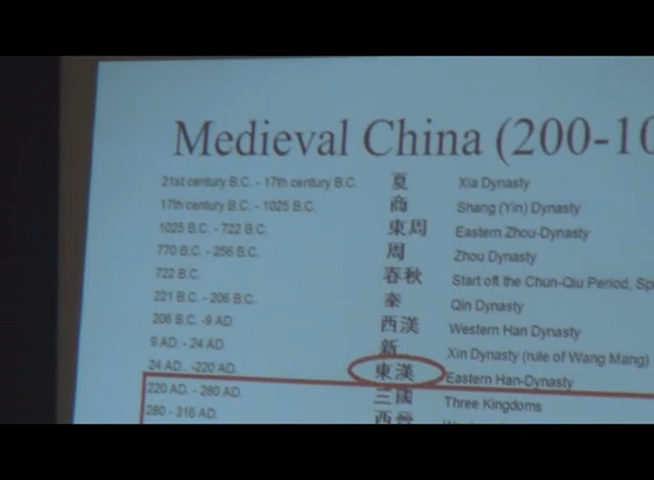 Medieval China (200-10
21st century B.C. - 17th century B.C. 夏 Xia Dynasty
17th century B.C. - 1025 B.C. 商 Shang (Yin) Dynasty
1025 B.C. - 722 B.C. 東周 Eastern Zhou-Dynasty
770 B.C. - 256 B.C. 周 Zhou Dynasty
722 B.C. 春秋 Start oft the Chun-Qiu Period, Sp
221 B.C. - 206 B.C. 秦 Qin Dynasty
206 B.C. -9 AD. 西漢 Western Han Dynasty
9 AD. - 24 AD. 新 Xin Dynasty (rule of Wang Mang)
24 AD. -220 AD. 東漢 Eastern Han-Dynasty
220 AD. - 280 AD. 三國 Three Kingdoms
280 - 316 AD. 西晉